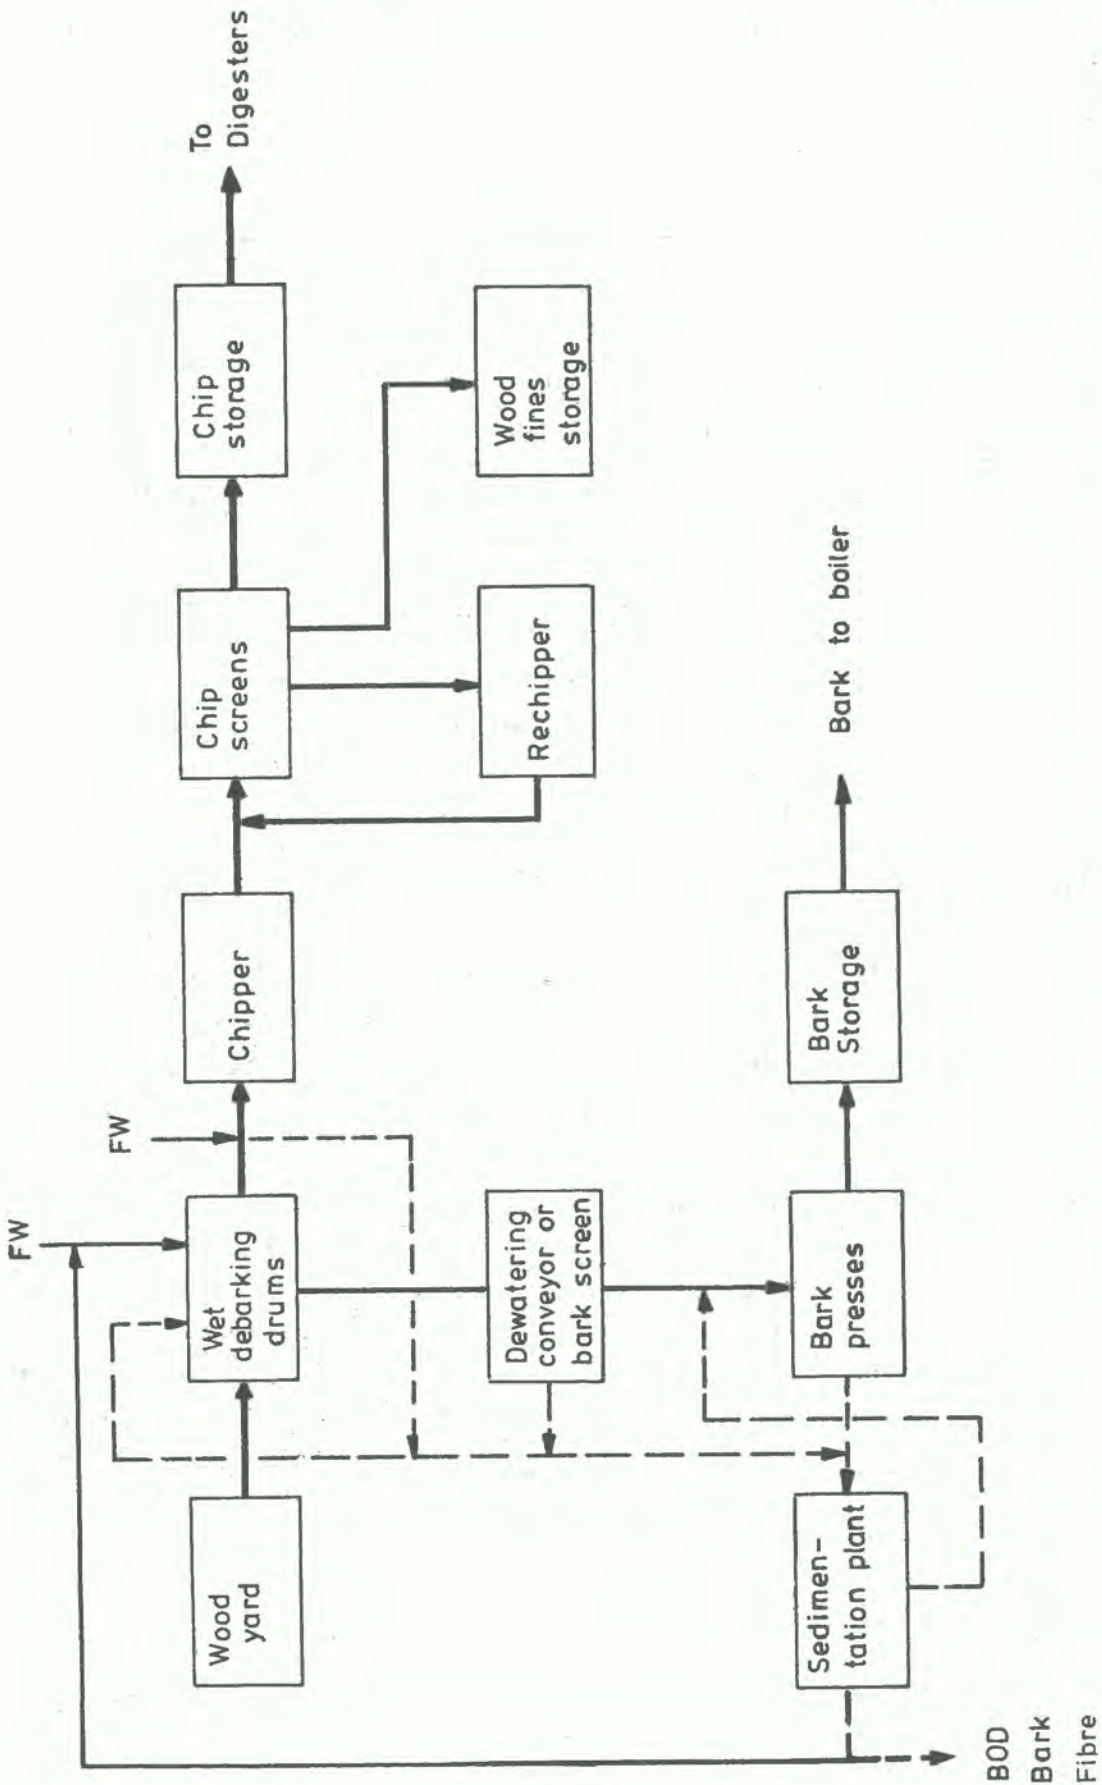 FW
FW
Wood
yard
Wet
debarking
drums
Chipper
Chip
screens
Chip
storage
To
Digesters
Dewatering
conveyor or
bark screen
Rechipper
Wood
fines
storage
Sedimen-
tation plant
Bark
presses
Bark
Storage
Bark to boiler
BOD
Bark
Fibre